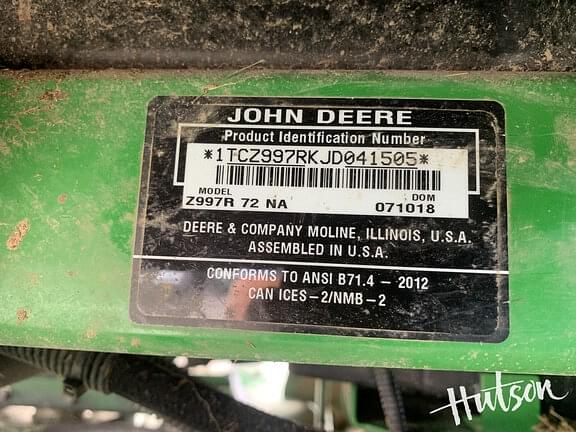 JOHN DEERE
Product Identification Number
*1TCZ997RKJD041505*
MODEL DOM
Z997R 72 NA 071018
DEERE & COMPANY MOLINE, ILLINOIS, U.S.A.
ASSEMBLED IN U.S.A.
CONFORMS TO ANSI B71.4 – 2012
CAN ICES-2/NMB-2
Hutson